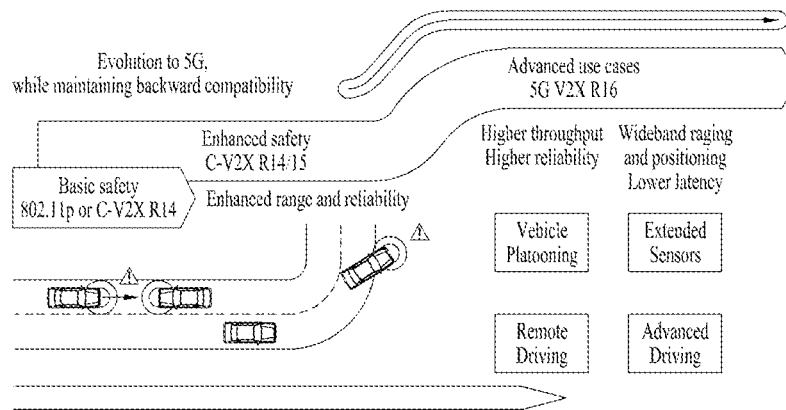 Evolution to 5G,
while maintaining backward compatibility
Advanced use cases
5G V2X R16
Enhanced safety
C-V2X R14/15
Higher throughput
Higher reliability
Wideband raging
and positioning
Lower latency
Basic safety
802.11p or C-V2X R14
Enhanced range and reliability
Vehicle
Platooning
Extended
Sensors
Remote
Driving
Advanced
Driving